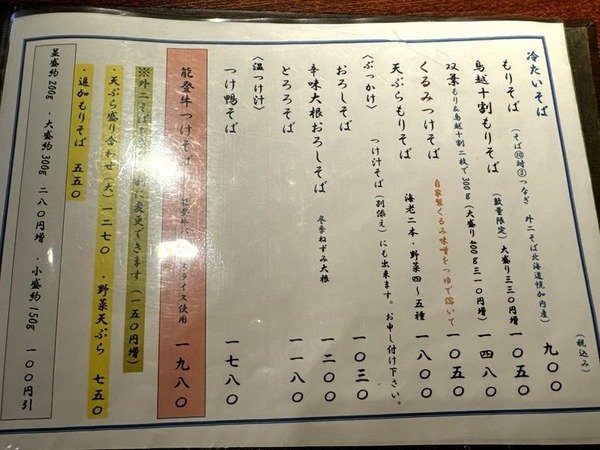 冷たいそば
(税込み)
もりそば (そば⑩対②つなぎ 外二そば北海道幌加内産) 九〇〇
鳥越十割もりそば (数量限定) 大盛り三三〇円増 一〇五〇
双葉もり&鳥越十割二枚で300g(大盛り400g三一〇円増) 一四八〇
くるみつけそば 自家製くるみ味噌をつゆで溶いて 一〇五〇
天ぷらもりそば 海老二本・野菜四〜五種 一八〇〇
〈ぶっかけ〉 つけ汁そば(別添え)にも出来ます。お申し付け下さい。
おろしそば 一〇三〇
辛味大根おろしそば 冬季ねずみ大根 一二〇〇
とろろそば 一一八〇
〈温つけ汁〉
つけ鴨そば 一七八〇
能登牛つけそば スライス使用 一九八〇
※外二そばを 割に変更できます(一五〇円増)
・天ぷら盛り合わせ(大)一二七〇 ・野菜天ぷら 七五〇
・追加もりそば 五五〇
並盛約200g ・大盛約300g 二八〇円増 ・小盛約150g 一〇〇円引